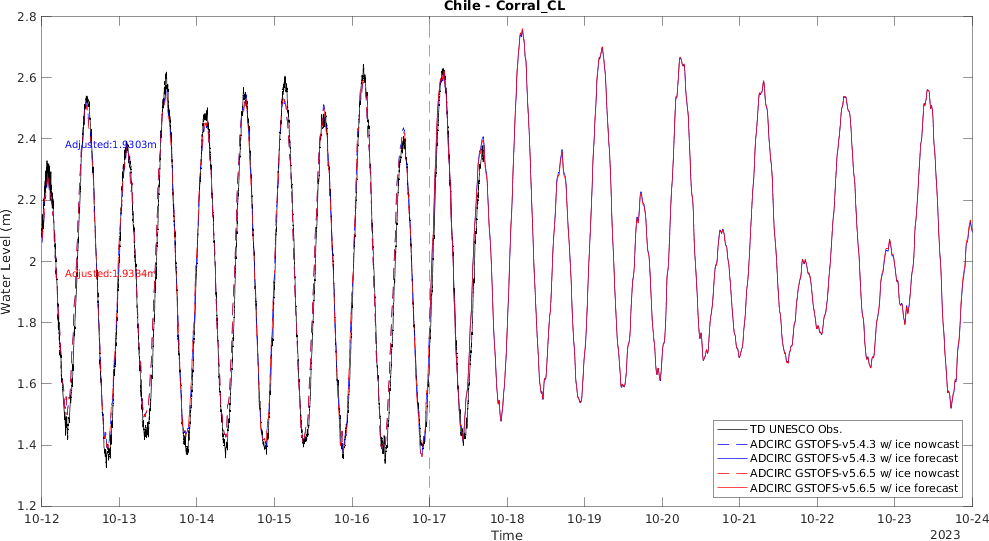 Chile - Corral_CL
2.8
2.6
2.4
2.2
2
1.8
1.6
1.4
1.2
Water Level (m)
Adjusted:1.9303m
Adjusted:1.9384m
TD UNESCO Obs.
ADCIRC GSTOFS-v5.4.3 w/ ice nowcast
ADCIRC GSTOFS-v5.4.3 w/ ice forecast
ADCIRC GSTOFS-v5.6.5 w/ ice nowcast
ADCIRC GSTOFS-v5.6.5 w/ ice forecast
10-12 10-13 10-14 10-15 10-16 10-17 10-18 10-19 10-20 10-21 10-22 10-23 10-24
Time
2023